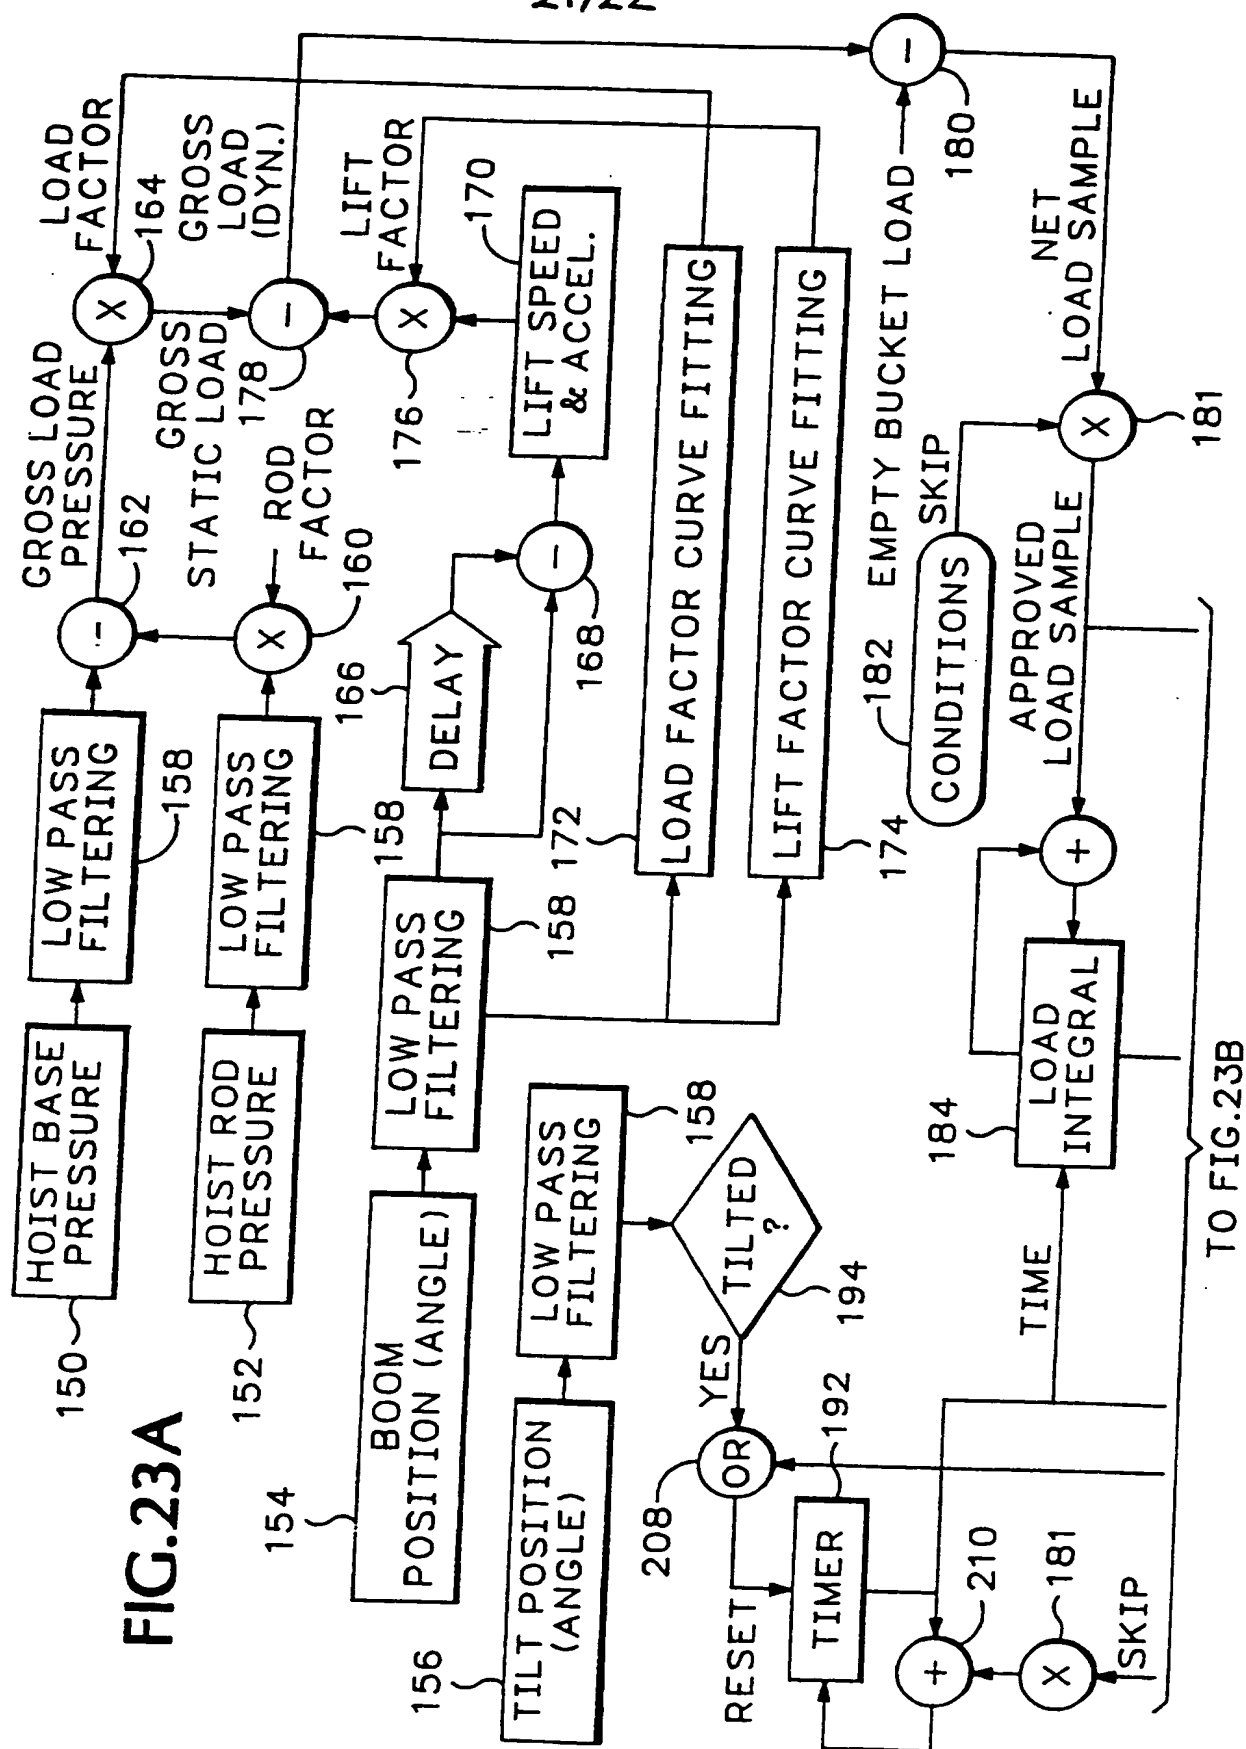 21/22
FIG.23A
HOIST BASE
PRESSURE
150
LOW PASS
FILTERING
158
162
GROSS LOAD
PRESSURE
LOAD
FACTOR
X
164
HOIST ROD
PRESSURE
152
LOW PASS
FILTERING
158
X
160
ROD
FACTOR
GROSS
STATIC LOAD
178
GROSS
LOAD
(DYN.)
BOOM
POSITION (ANGLE)
154
LOW PASS
FILTERING
158
DELAY
166
168
LIFT SPEED
& ACCEL.
170
X
176
LIFT
FACTOR
172
LOAD FACTOR CURVE FITTING
174
LIFT FACTOR CURVE FITTING
TILT POSITION
(ANGLE)
156
LOW PASS
FILTERING
158
TILTED
?
194
YES
OR
208
RESET
TIMER
192
+
210
X
181
SKIP
TIME
EMPTY BUCKET LOAD
−
180
NET
LOAD SAMPLE
182
CONDITIONS
SKIP
X
181
APPROVED
LOAD SAMPLE
+
LOAD
INTEGRAL
184
TO FIG.23B